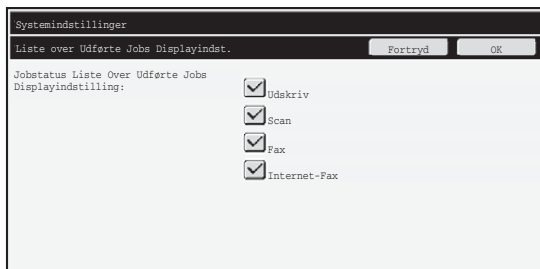 Systemindstillinger
Liste over Udførte Jobs Displayindst.
Fortryd
OK
Jobstatus Liste Over Udførte Jobs
Displayindstilling:
Udskriv
Scan
Fax
Internet-Fax